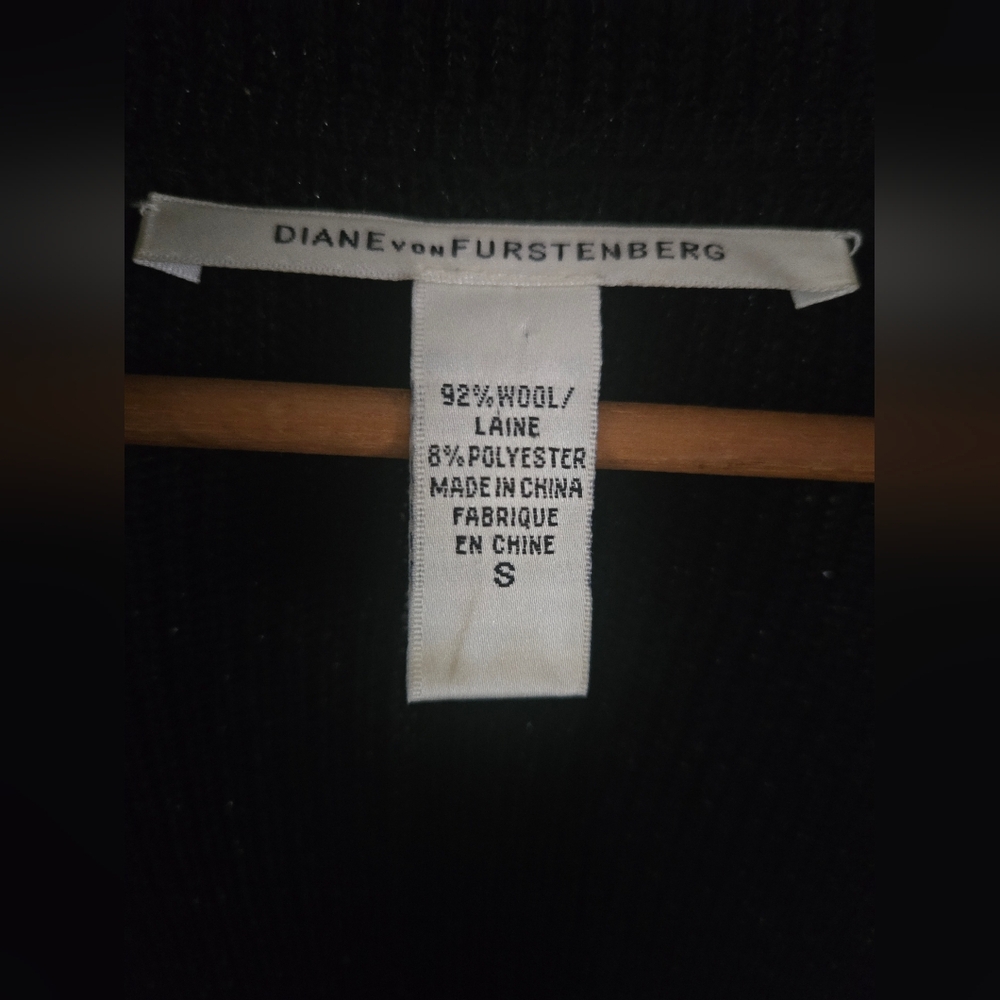 DIANE VON FURSTENBERG
92% WOOL/
LAINE
8% POLYESTER
MADE IN CHINA
FABRIQUE
EN CHINE
S